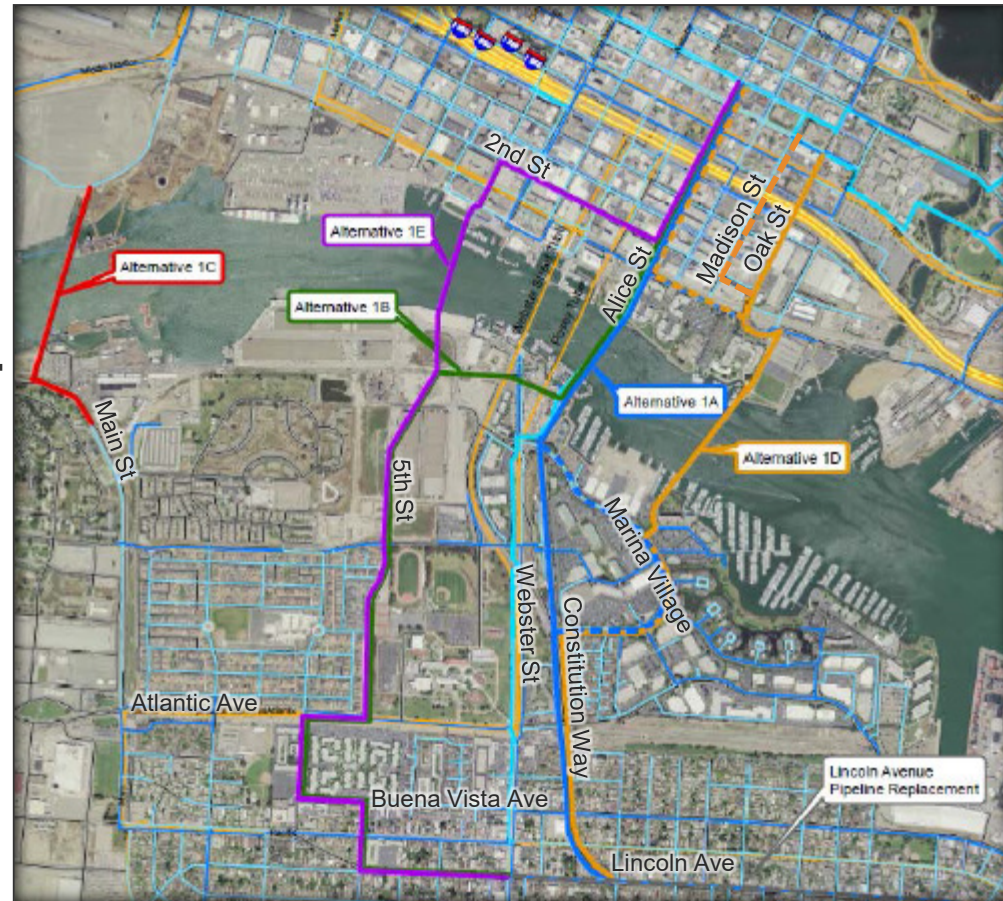 2nd St
Alternative 1E
Madison St
Oak St
Alternative 1C
Alice St
Alternative 1B
Alternative 1A
Main St
Alternative 1D
5th St
Marina Village
Webster St
Constitution Way
Atlantic Ave
Lincoln Avenue
Pipeline Replacement
Buena Vista Ave
Lincoln Ave